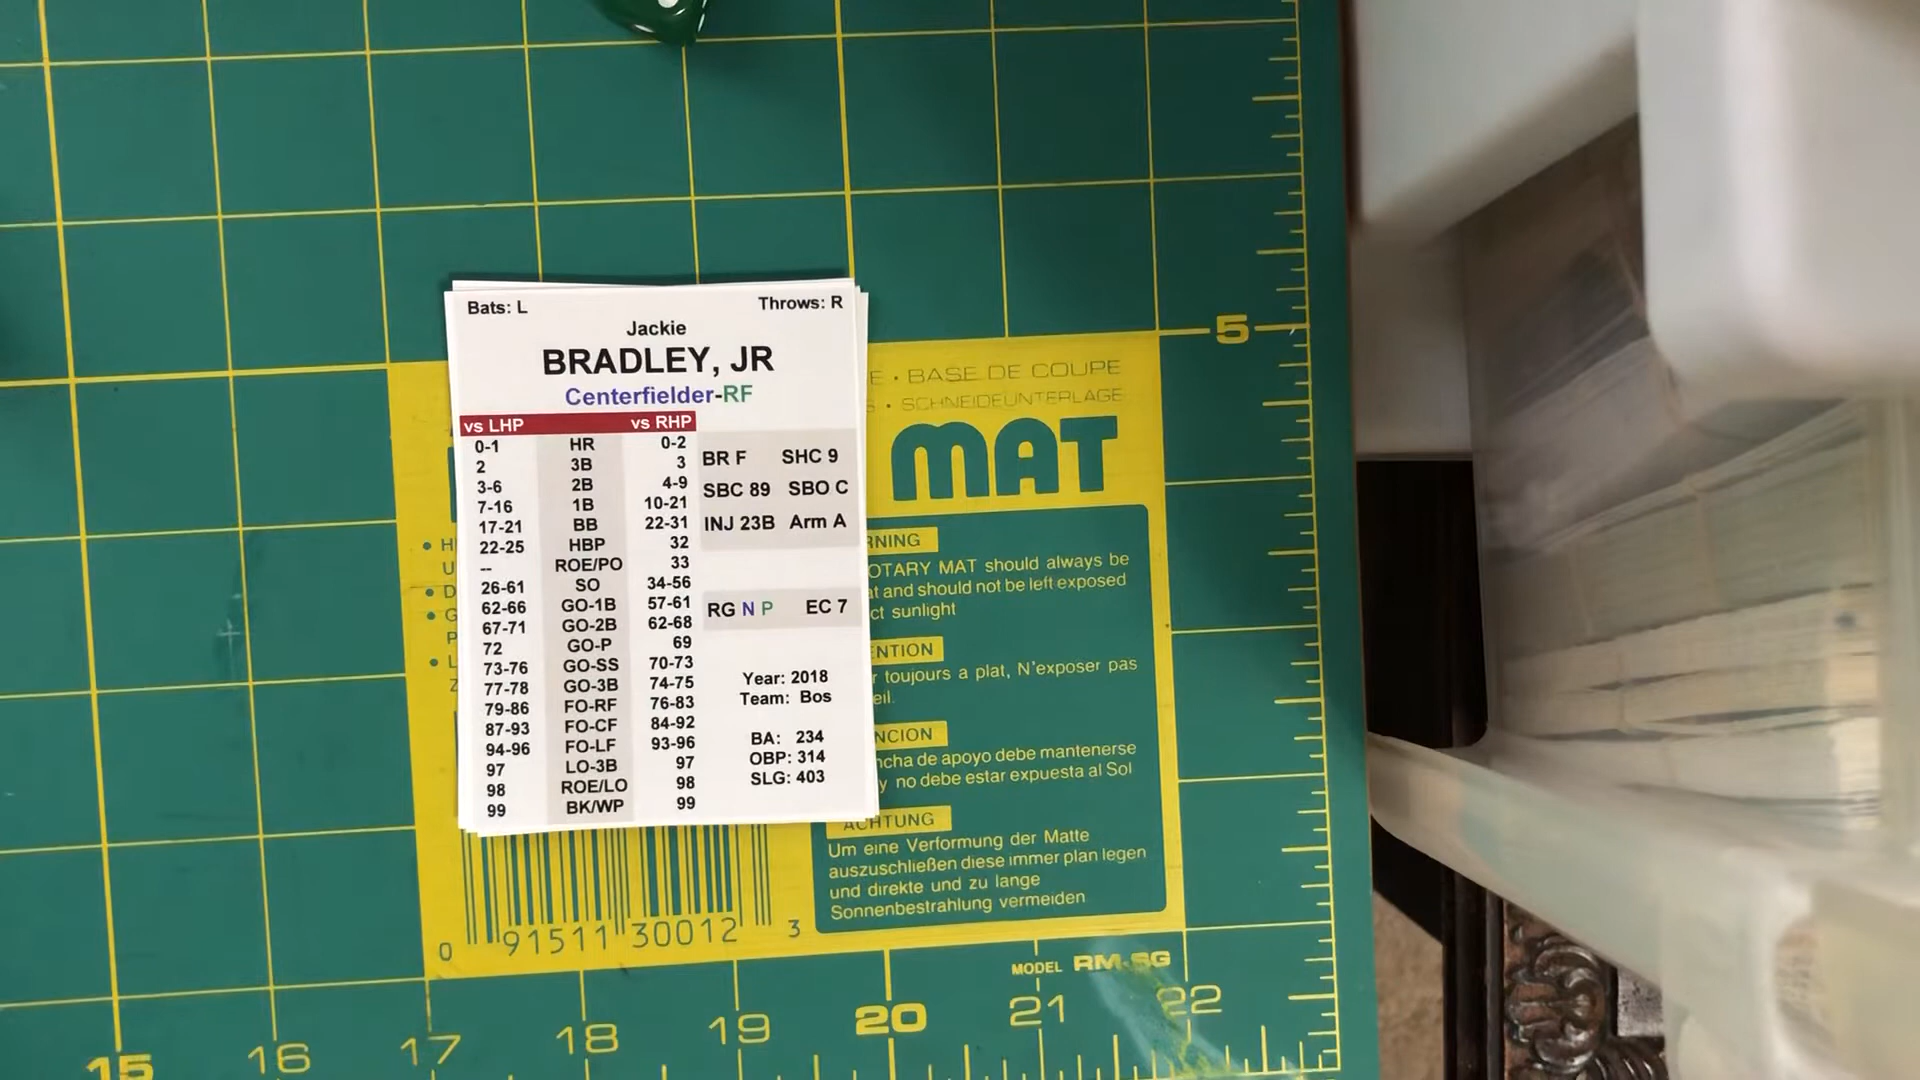 Bats: L Throws: R
Jackie
BRADLEY, JR
Centerfielder-RF
vs LHP vs RHP
0-1 HR 0-2
2 3B 3
3-6 2B 4-9
7-16 1B 10-21
17-21 BB 22-31
22-25 HBP 32
-- ROE/PO 33
26-61 SO 34-56
62-66 GO-1B 57-61
67-71 GO-2B 62-68
72 GO-P 69
73-76 GO-SS 70-73
77-78 GO-3B 74-75
79-86 FO-RF 76-83
87-93 FO-CF 84-92
94-96 FO-LF 93-96
97 LO-3B 97
98 ROE/LO 98
99 BK/WP 99
BR F SHC 9
SBC 89 SBO C
INJ 23B Arm A
RG N P EC 7
Year: 2018
Team: Bos
BA: 234
OBP: 314
SLG: 403
5
E • BASE DE COUPE
• SCHNEIDEUNTERLAGE
MAT
RNING
OTARY MAT should always be
at and should not be left exposed
ct sunlight
NTION
r toujours a plat, N'exposer pas
eil.
NCION
ncha de apoyo debe mantenerse
y no debe estar expuesta al Sol
ACHTUNG
Um eine Verformung der Matte
auszuschließen diese immer plan legen
und direkte und zu lange
Sonnenbestrahlung vermeiden
0 91511 30012 3
MODEL RM-SG
15 16 17 18 19 20 21 22